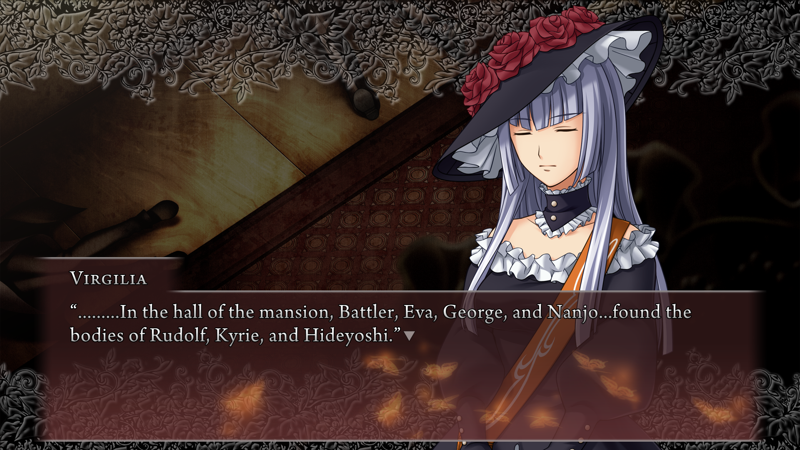 Virgilia
“.........In the hall of the mansion, Battler, Eva, George, and Nanjo...found the
bodies of Rudolf, Kyrie, and Hideyoshi.”